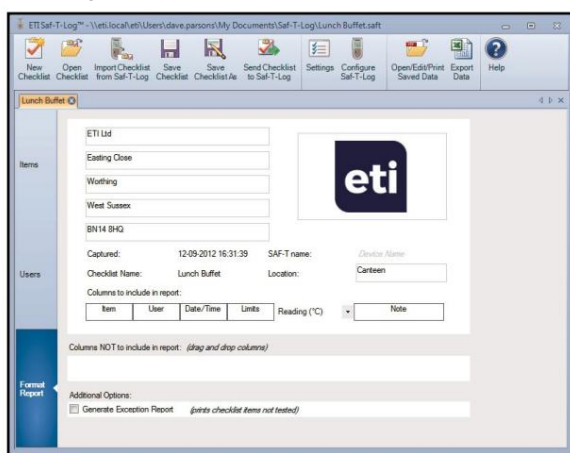 ETI Saf-T-Log™ - \\eti.local\eti\Users\dave.parsons\My Documents\Saf-T-Log\Lunch Buffet.saft
New Checklist
Open Checklist
Import Checklist from Saf-T-Log
Save Checklist
Save Checklist As
Send Checklist to Saf-T-Log
Settings
Configure Saf-T-Log
Open/Edit/Print Saved Data
Export Data
Help
Lunch Buffet
Items
Users
Format Report
ETI Ltd
Easting Close
Worthing
West Sussex
BN14 8HQ
eti
Captured: 12-09-2012 16:31:39 SAF-T name: Device Name
Checklist Name: Lunch Buffet Location: Canteen
Columns to include in report:
Item User Date/Time Limits Reading (°C) Note
Columns NOT to include in report: (drag and drop columns)
Additional Options:
Generate Exception Report (prints checklist items not tested)